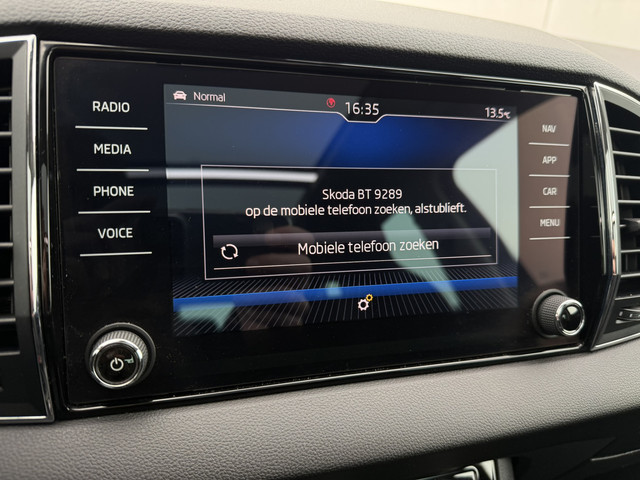 RADIO
MEDIA
PHONE
VOICE
Normal
16:35
13.5°C
Skoda BT 9289
op de mobiele telefoon zoeken, alstublieft.
Mobiele telefoon zoeken
NAV
APP
CAR
MENU